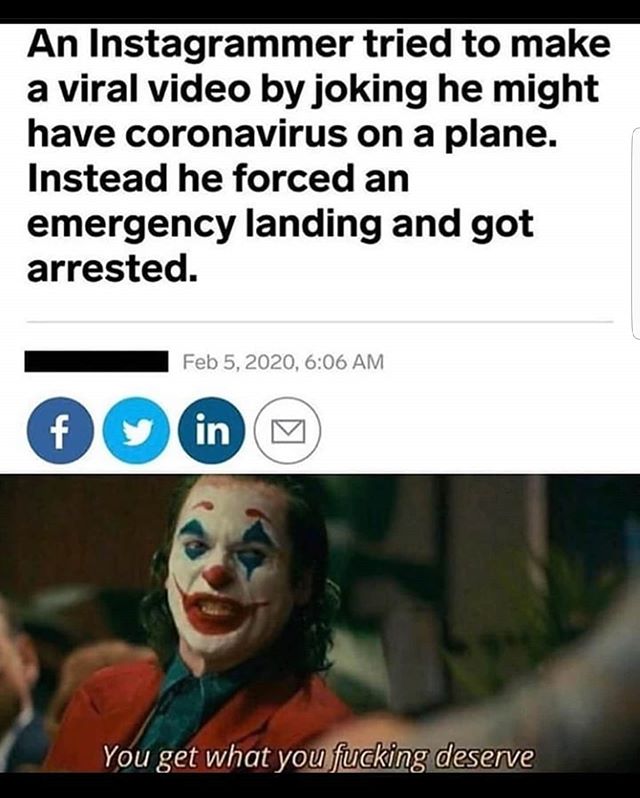 An Instagrammer tried to make
a viral video by joking he might
have coronavirus on a plane.
Instead he forced an
emergency landing and got
arrested.
Feb 5, 2020, 6:06 AM
f in
You get what you fucking deserve